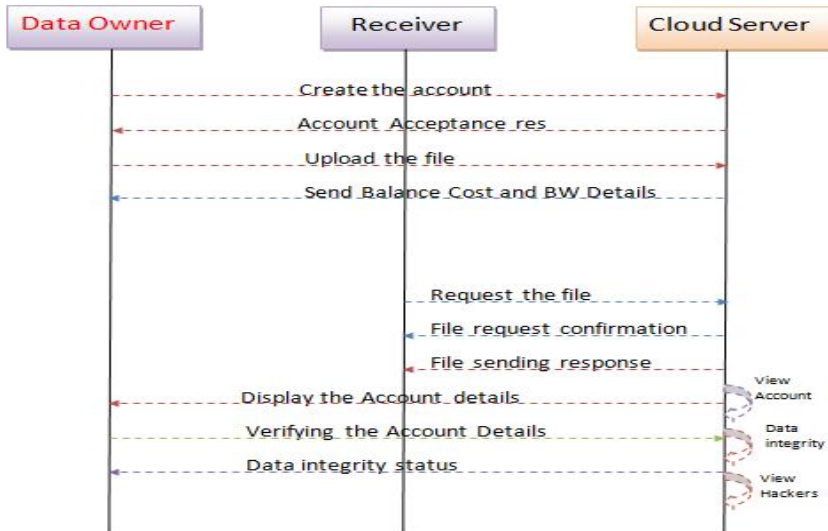 Data Owner
Receiver
Cloud Server
Create the account
Account Acceptance res
Upload the file
Send Balance Cost and BW Details
Request the file
File request confirmation
File sending response
View
Account
Display the Account details
Verifying the Account Details
Data
integrity
Data integrity status
View
Hackers